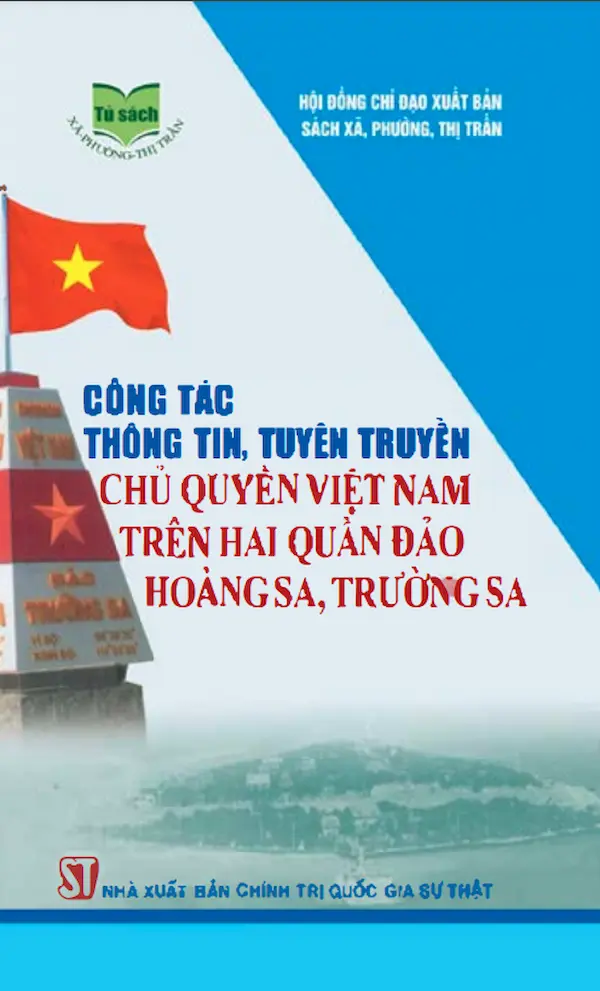 Tủ sách
XÃ-PHƯỜNG-THỊ TRẤN
HỘI ĐỒNG CHỈ ĐẠO XUẤT BẢN
SÁCH XÃ, PHƯỜNG, THỊ TRẤN
CÔNG TÁC
THÔNG TIN, TUYÊN TRUYỀN
CHỦ QUYỀN VIỆT NAM
TRÊN HAI QUẦN ĐẢO
HOÀNG SA, TRƯỜNG SA
VIỆT NAM
ĐẢO
TRƯỜNG SA
ST
NHÀ XUẤT BẢN CHÍNH TRỊ QUỐC GIA SỰ THẬT